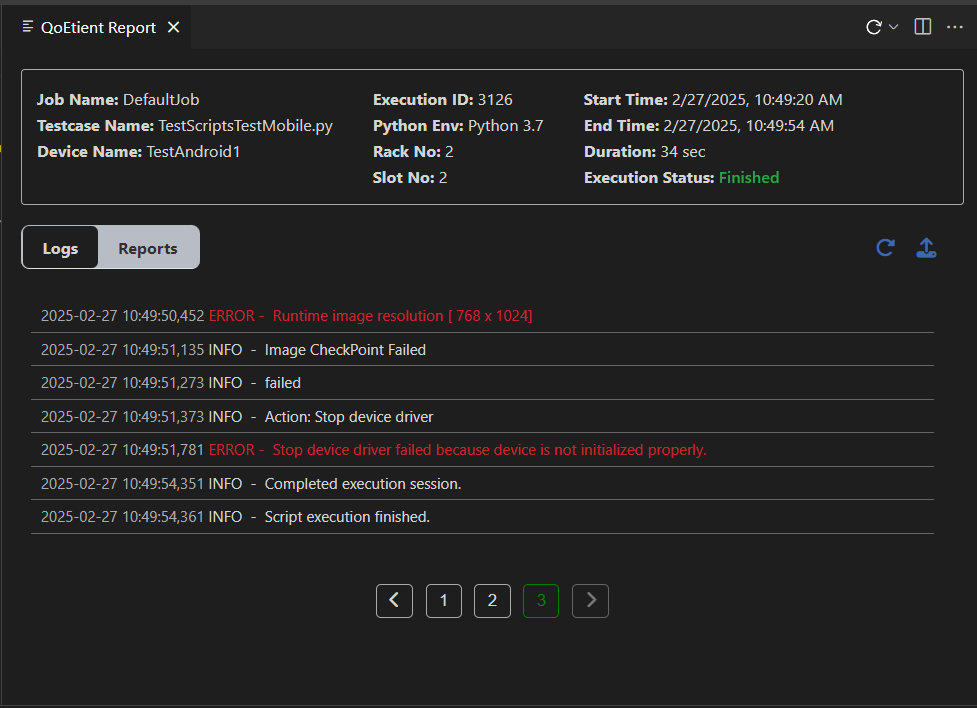 QoEtient Report
Job Name: DefaultJob
Testcase Name: TestScriptsTestMobile.py
Device Name: TestAndroid1
Execution ID: 3126
Python Env: Python 3.7
Rack No: 2
Slot No: 2
Start Time: 2/27/2025, 10:49:20 AM
End Time: 2/27/2025, 10:49:54 AM
Duration: 34 sec
Execution Status: Finished
Logs Reports
2025-02-27 10:49:50,452 ERROR - Runtime image resolution [ 768 x 1024]
2025-02-27 10:49:51,135 INFO - Image CheckPoint Failed
2025-02-27 10:49:51,273 INFO - failed
2025-02-27 10:49:51,373 INFO - Action: Stop device driver
2025-02-27 10:49:51,781 ERROR - Stop device driver failed because device is not initialized properly.
2025-02-27 10:49:54,351 INFO - Completed execution session.
2025-02-27 10:49:54,361 INFO - Script execution finished.
1 2 3